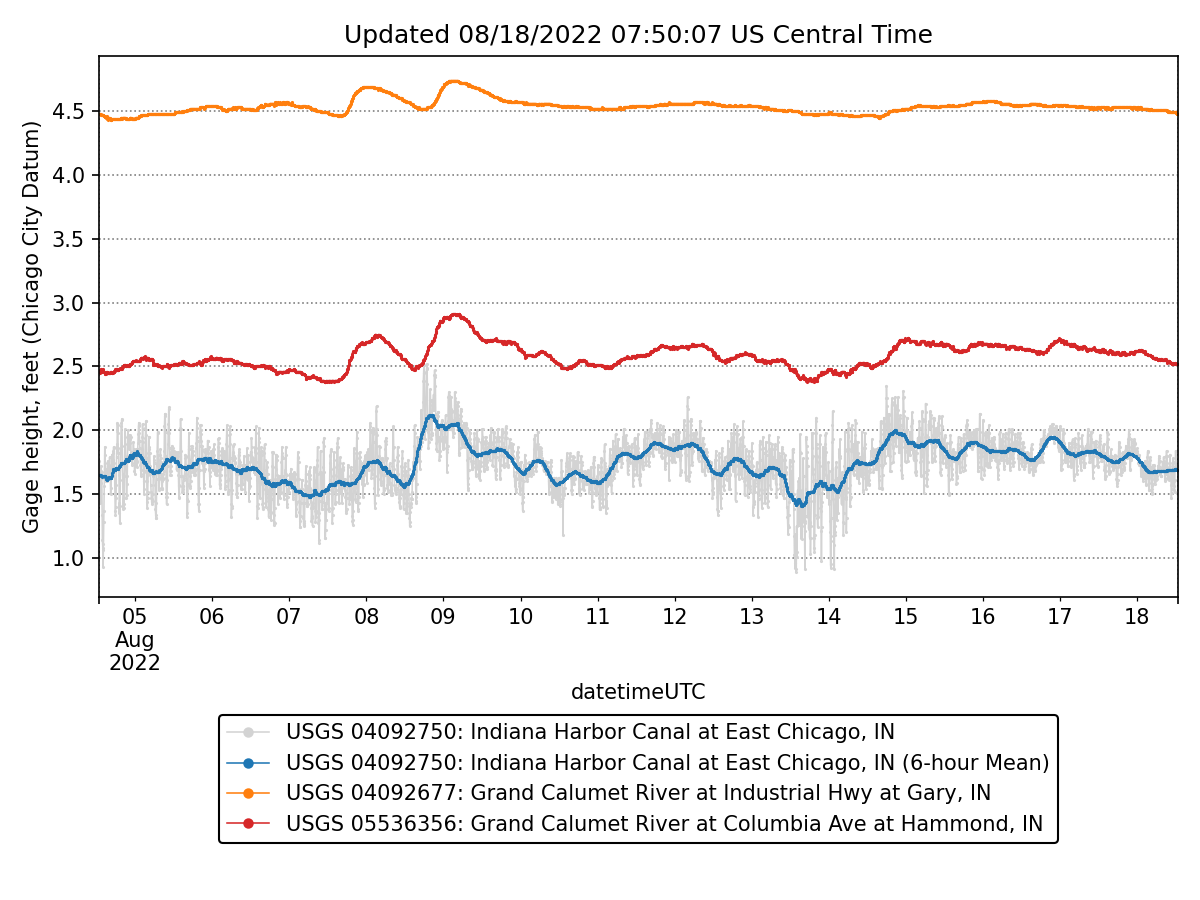 Updated 08/18/2022 07:50:07 US Central Time
Gage height, feet (Chicago City Datum)
4.5
4.0
3.5
3.0
2.5
2.0
1.5
1.0
05 06 07 08 09 10 11 12 13 14 15 16 17 18
Aug
2022
datetimeUTC
USGS 04092750: Indiana Harbor Canal at East Chicago, IN
USGS 04092750: Indiana Harbor Canal at East Chicago, IN (6-hour Mean)
USGS 04092677: Grand Calumet River at Industrial Hwy at Gary, IN
USGS 05536356: Grand Calumet River at Columbia Ave at Hammond, IN